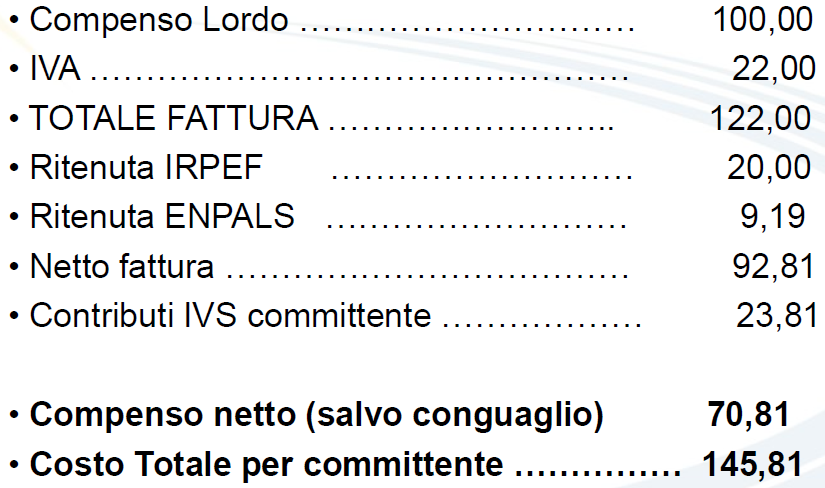 • Compenso Lordo ………………………… 100,00
• IVA ………………………………………… 22,00
• TOTALE FATTURA …………………….. 122,00
• Ritenuta IRPEF ……………………… 20,00
• Ritenuta ENPALS ……………………… 9,19
• Netto fattura ……………………………… 92,81
• Contributi IVS committente ……………… 23,81
• Compenso netto (salvo conguaglio) 70,81
• Costo Totale per committente …………… 145,81